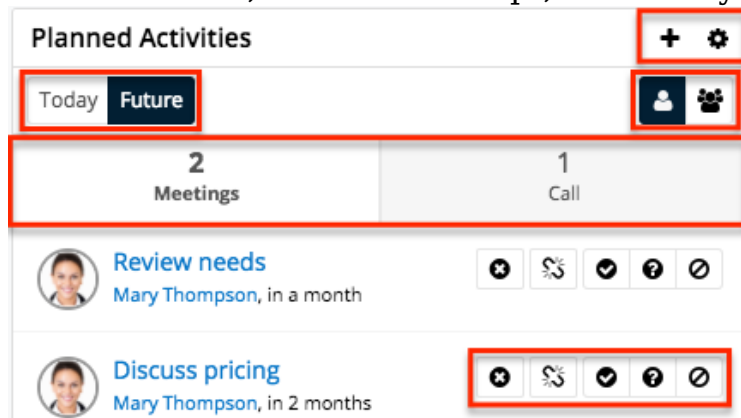 Planned Activities
Today Future
2 1
Meetings Call
Review needs
Mary Thompson, in a month
Discuss pricing
Mary Thompson, in 2 months